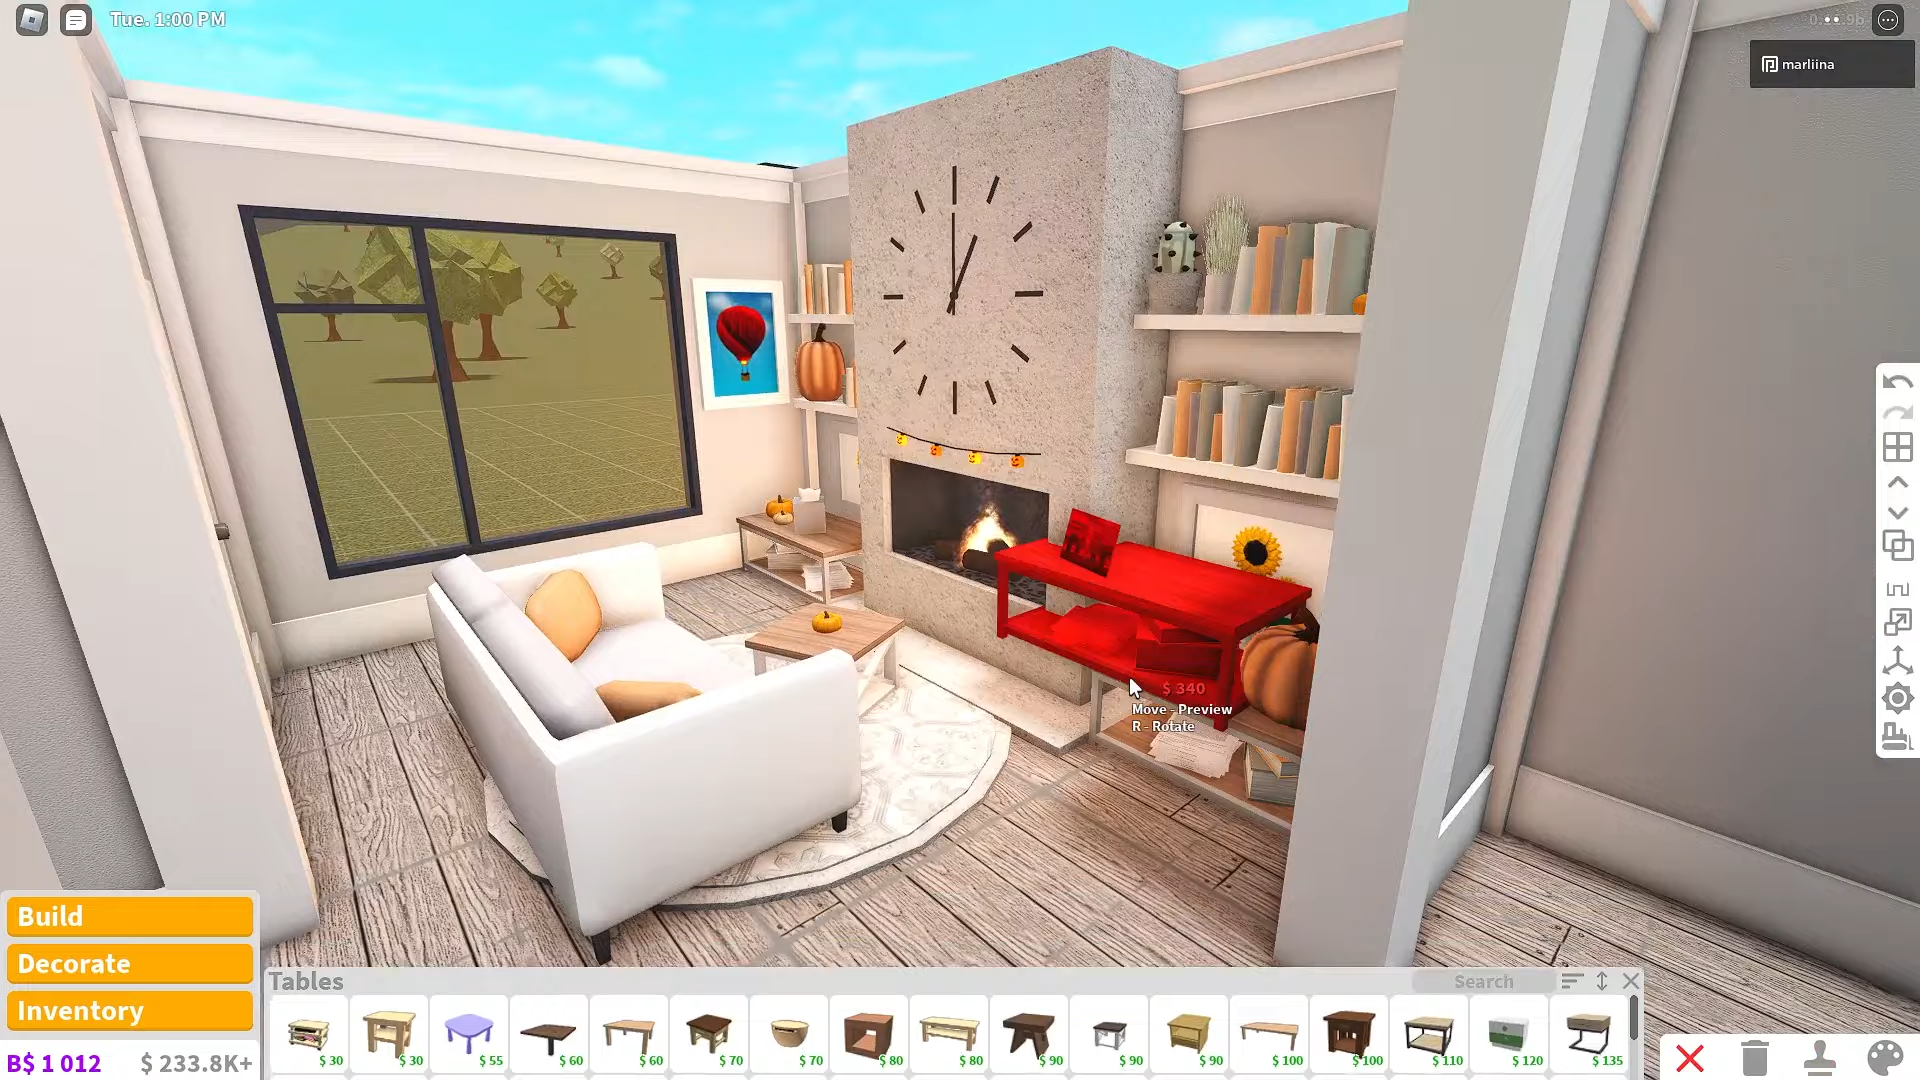 Tue. 1:00 PM
marliina
$ 340
Move - Preview
R - Rotate
Build
Decorate
Inventory
B$ 1 012
$ 233.8K+
Tables
Search
$ 30
$ 30
$ 55
$ 60
$ 60
$ 70
$ 70
$ 80
$ 80
$ 90
$ 90
$ 90
$ 100
$ 100
$ 110
$ 120
$ 135